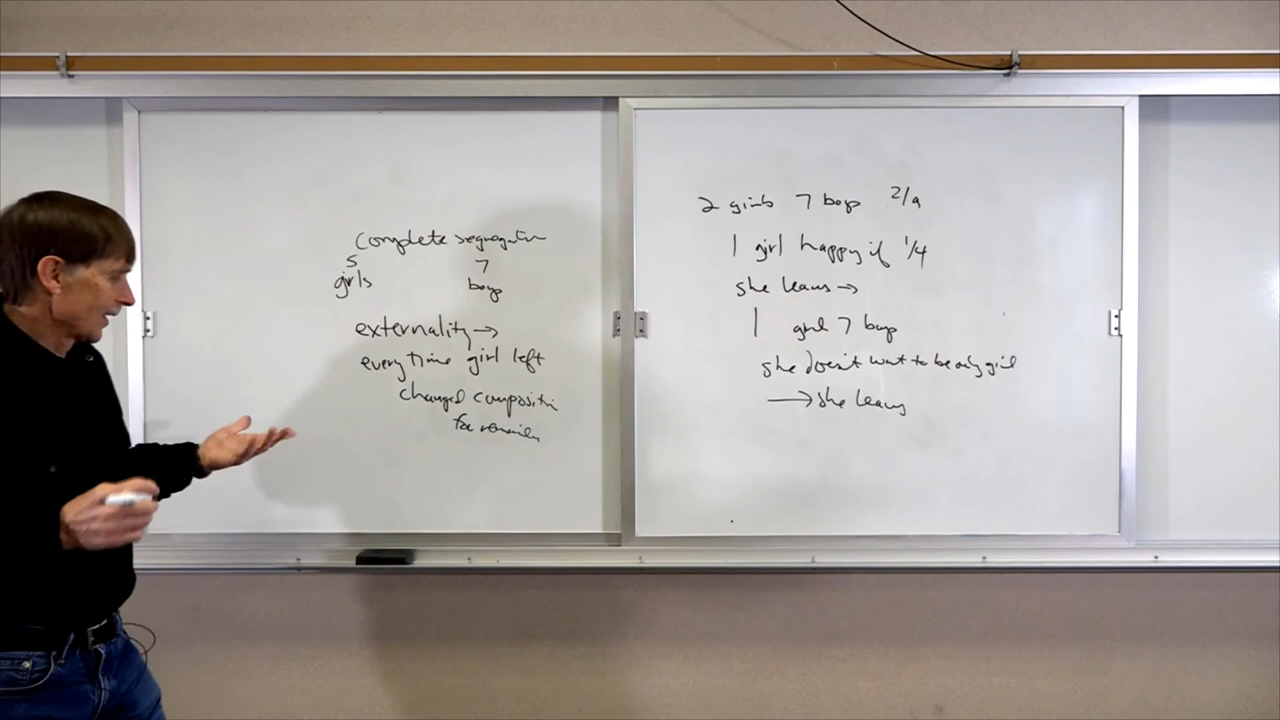 complete segregation
5 7
girls boys
externality →
every time girl left
changed composition
for remaining
2 girls 7 boys 2/9
1 girl happy if 1/4
she leaves →
1 girl 7 boys
she doesn't want to be only girl
→ she leaves